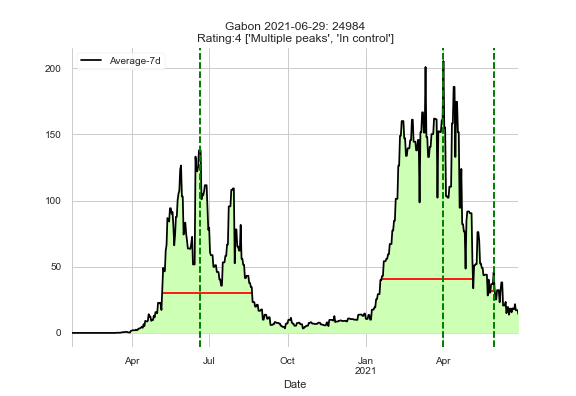 Gabon 2021-06-29: 24984
Rating:4 ['Multiple peaks', 'In control']
Average-7d
200
150
100
50
0
Apr Jul Oct Jan Apr
2021
Date